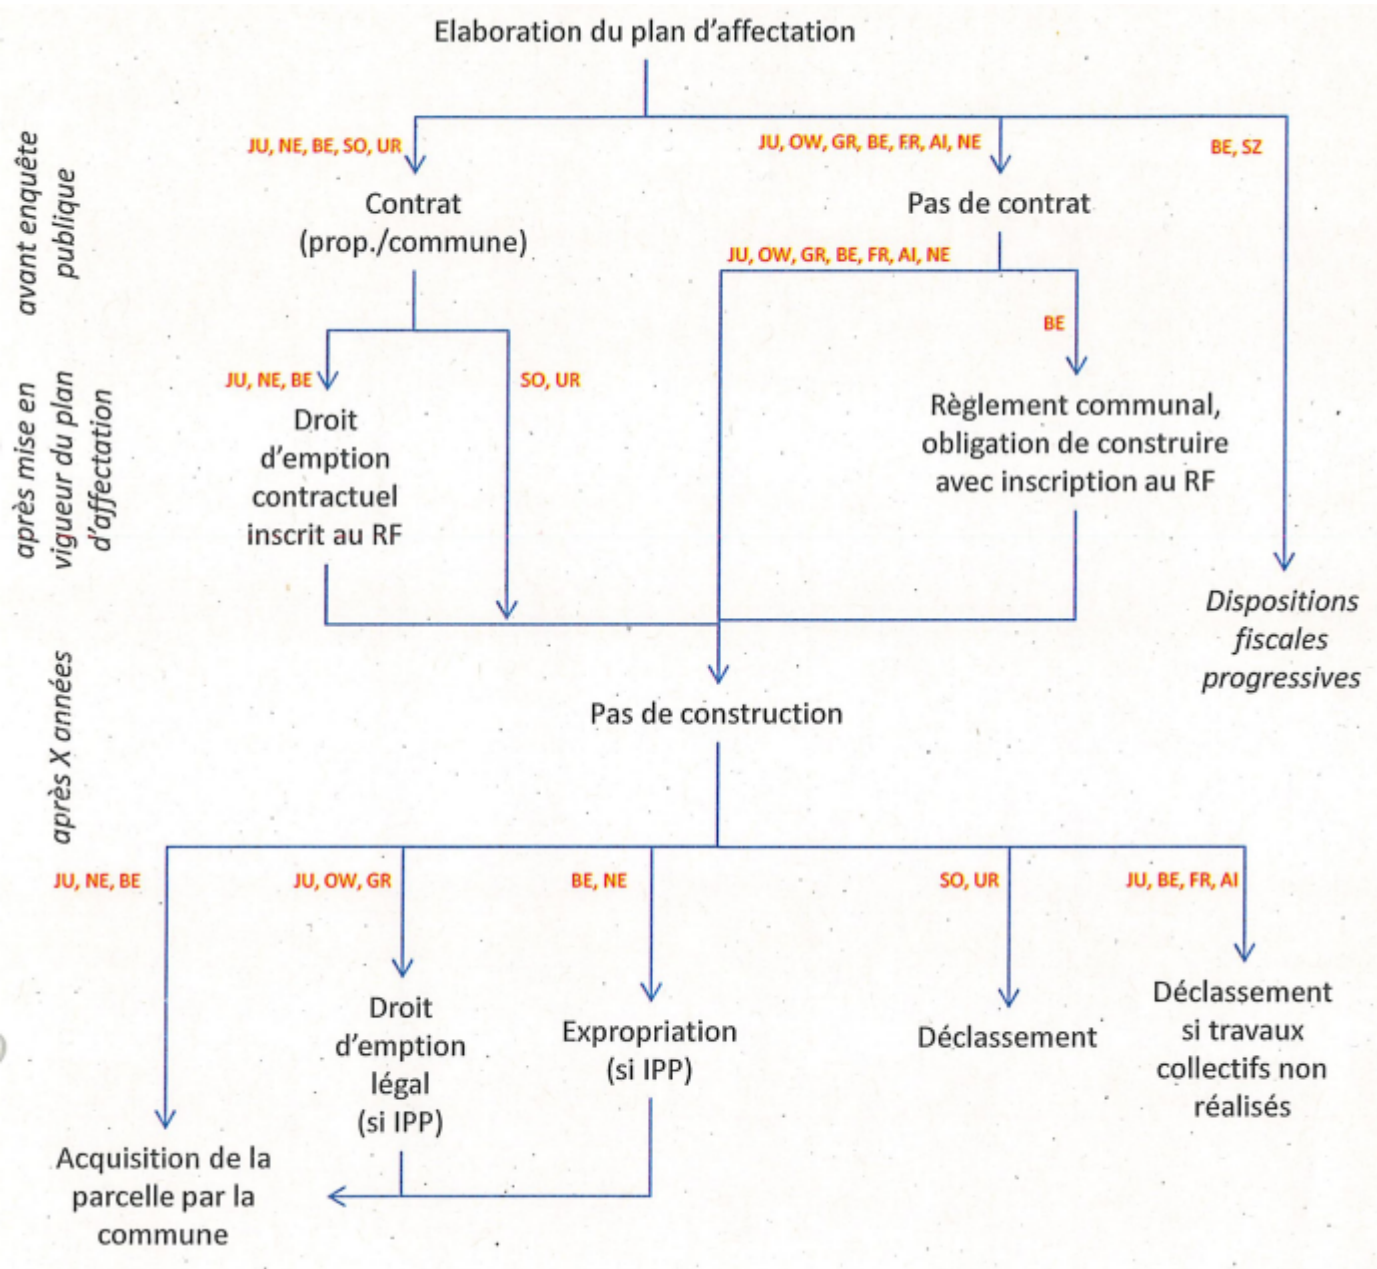 Elaboration du plan d’affectation
avant enquête
publique
JU, NE, BE, SO, UR
JU, OW, GR, BE, FR, AI, NE
BE, SZ
Contrat
(prop./commune)
Pas de contrat
JU, OW, GR, BE, FR, AI, NE
BE
après mise en
vigueur du plan
d’affectation
JU, NE, BE
SO, UR
Droit
d’emption
contractuel
inscrit au RF
Règlement communal,
obligation de construire
avec inscription au RF
Dispositions
fiscales
progressives
après X années
Pas de construction
JU, NE, BE
JU, OW, GR
BE, NE
SO, UR
JU, BE, FR, AI
Droit
d’emption
légal
(si IPP)
Expropriation
(si IPP)
Déclassement
Déclassement
si travaux
collectifs non
réalisés
Acquisition de la
parcelle par la
commune